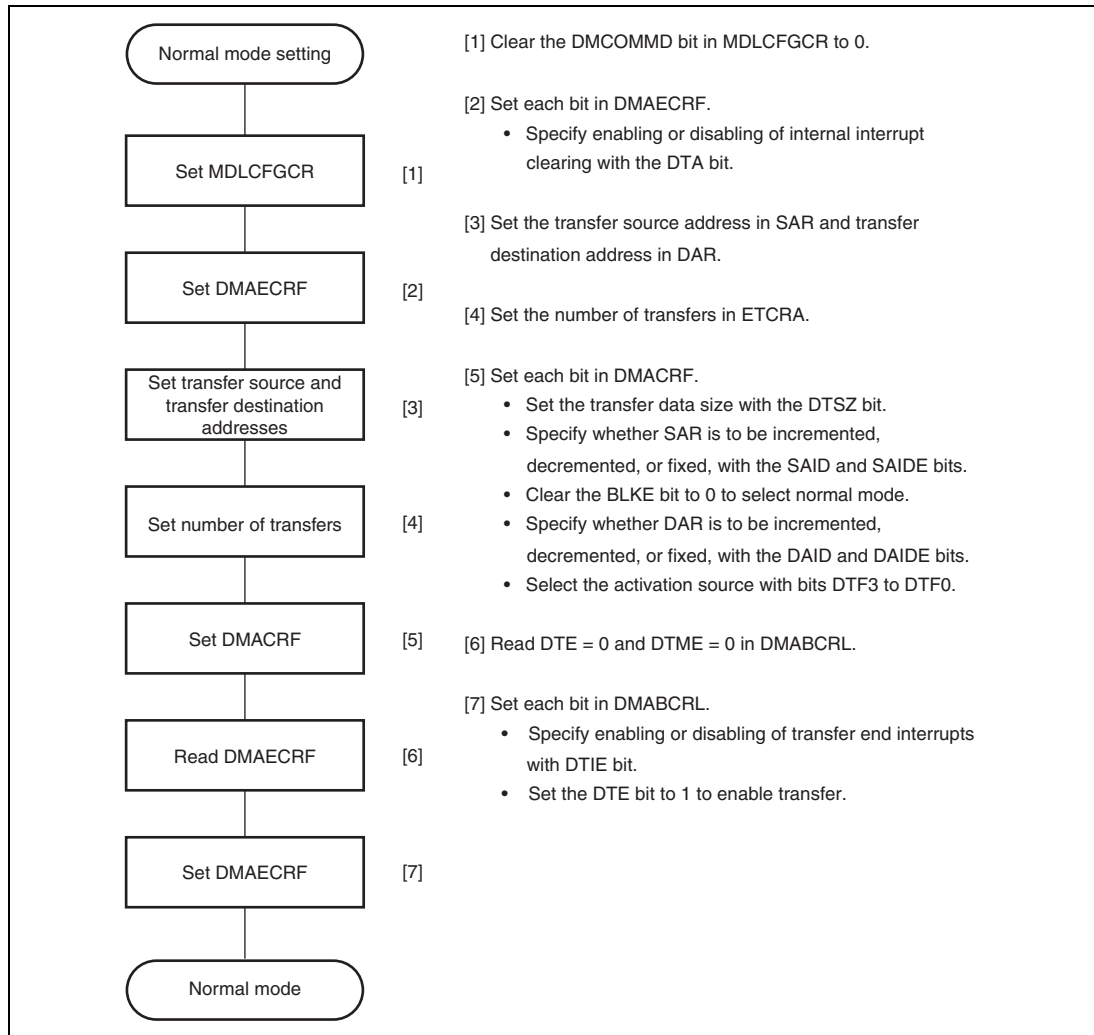 Normal mode setting
Set MDLCFGCR
[1]
Set DMAECRF
[2]
Set transfer source and
transfer destination
addresses
[3]
Set number of transfers
[4]
Set DMACRF
[5]
Read DMAECRF
[6]
Set DMAECRF
[7]
Normal mode
[1] Clear the DMCOMMD bit in MDLCFGCR to 0.
[2] Set each bit in DMAECRF.
• Specify enabling or disabling of internal interrupt
clearing with the DTA bit.
[3] Set the transfer source address in SAR and transfer
destination address in DAR.
[4] Set the number of transfers in ETCRA.
[5] Set each bit in DMACRF.
• Set the transfer data size with the DTSZ bit.
• Specify whether SAR is to be incremented,
decremented, or fixed, with the SAID and SAIDE bits.
• Clear the BLKE bit to 0 to select normal mode.
• Specify whether DAR is to be incremented,
decremented, or fixed, with the DAID and DAIDE bits.
• Select the activation source with bits DTF3 to DTF0.
[6] Read DTE = 0 and DTME = 0 in DMABCRL.
[7] Set each bit in DMABCRL.
• Specify enabling or disabling of transfer end interrupts
with DTIE bit.
• Set the DTE bit to 1 to enable transfer.